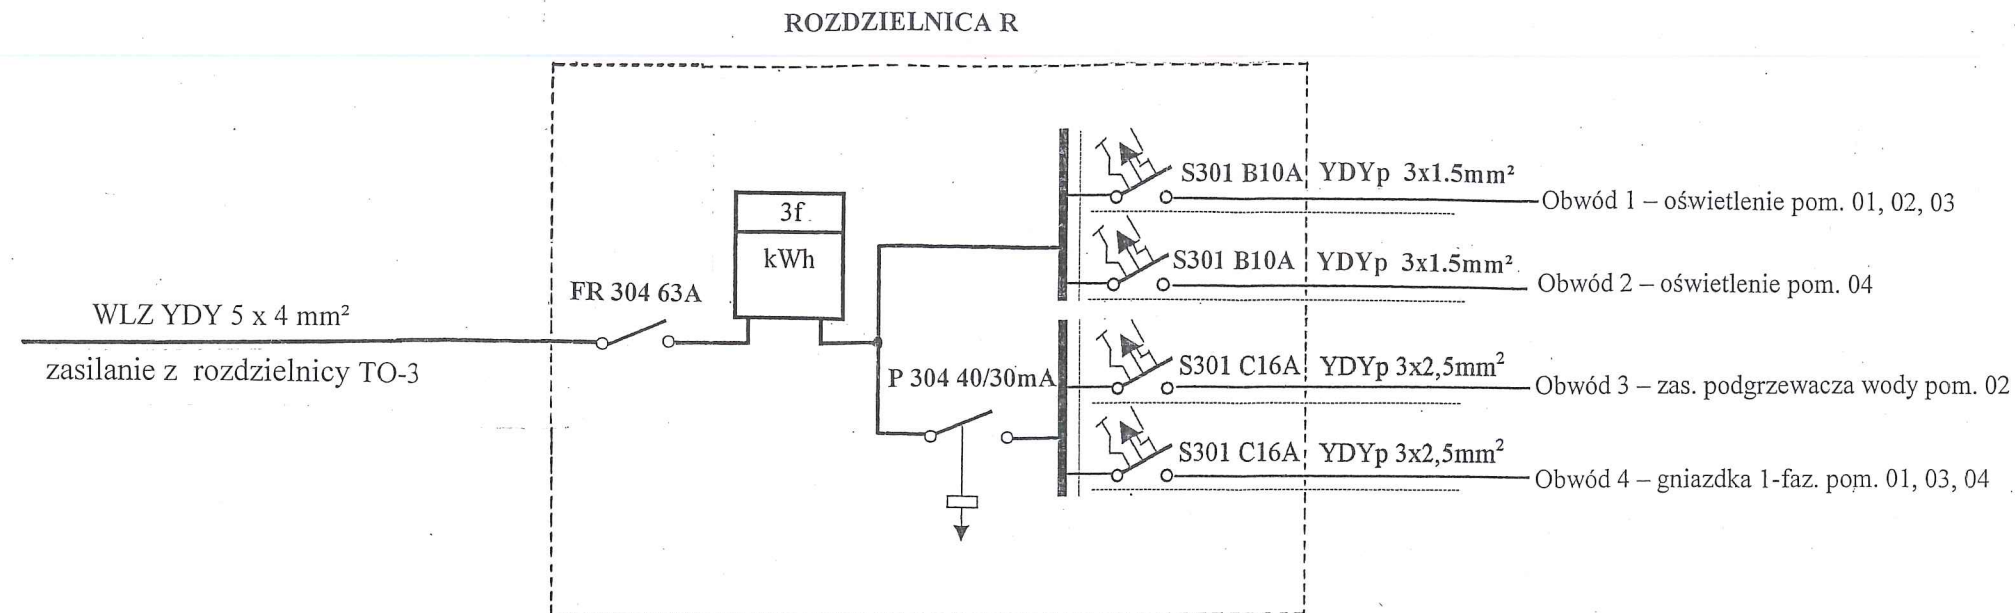 ROZDZIELNICA R
3f
kWh
FR 304 63A
WLZ YDY 5 x 4 mm²
zasilanie z rozdzielnicy TO-3
P 304 40/30mA
S301 B10A YDYp 3x1.5mm²
Obwód 1 – oświetlenie pom. 01, 02, 03
S301 B10A YDYp 3x1.5mm²
Obwód 2 – oświetlenie pom. 04
S301 C16A YDYp 3x2,5mm²
Obwód 3 – zas. podgrzewacza wody pom. 02
S301 C16A YDYp 3x2,5mm²
Obwód 4 – gniazdka 1-faz. pom. 01, 03, 04